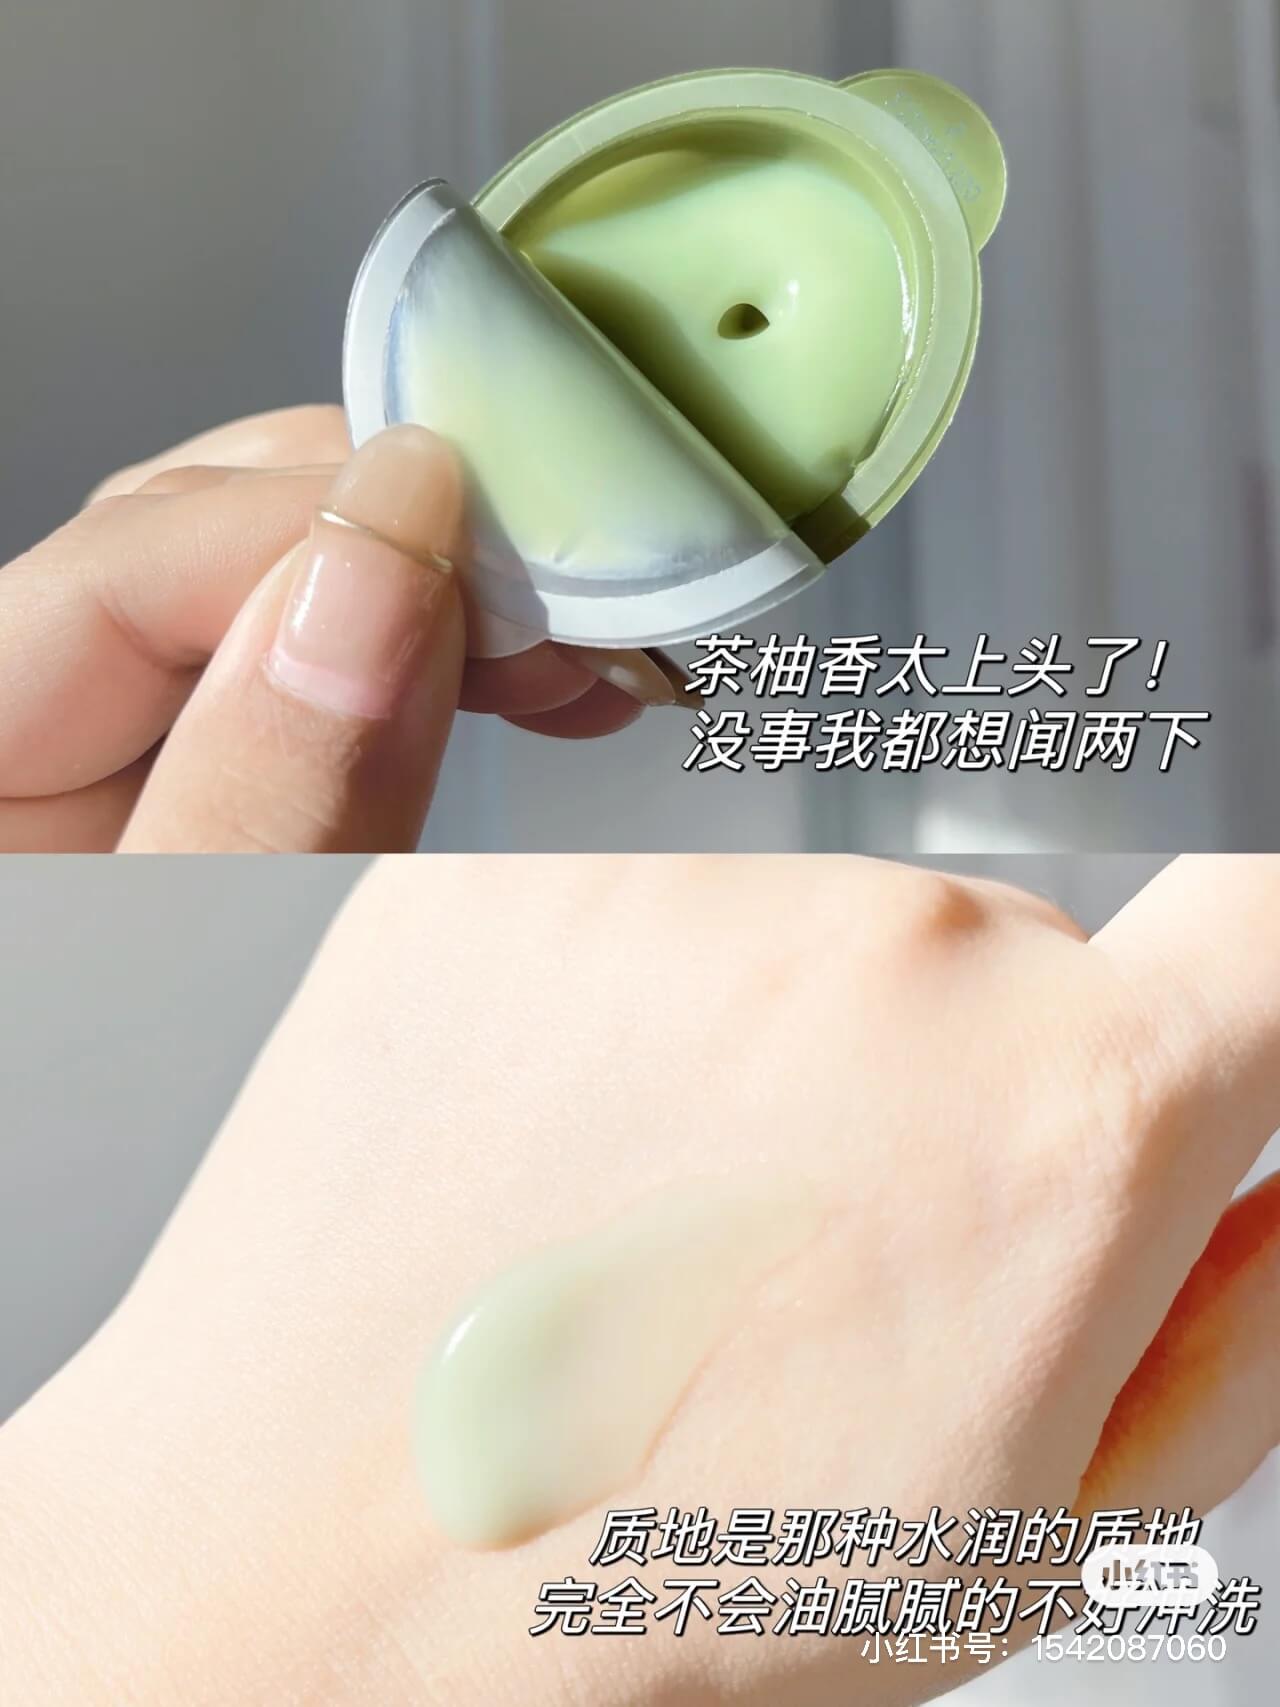 茶柚香太上头了！
没事我都想闻两下
质地是那种水润的质地
完全不会油腻腻的不好冲洗
小红书
小红书号：1542087060